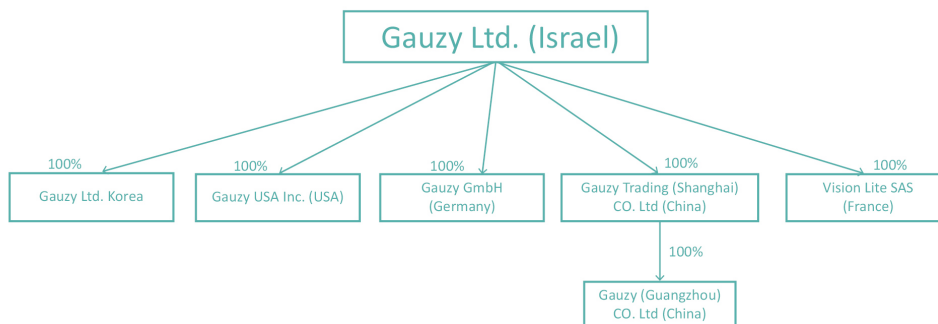 Gauzy Ltd. (Israel)
100%
100%
100%
100%
100%
Gauzy Ltd. Korea
Gauzy USA Inc. (USA)
Gauzy GmbH
(Germany)
Gauzy Trading (Shanghai)
CO. Ltd (China)
Vision Lite SAS
(France)
100%
Gauzy (Guangzhou)
CO. Ltd (China)